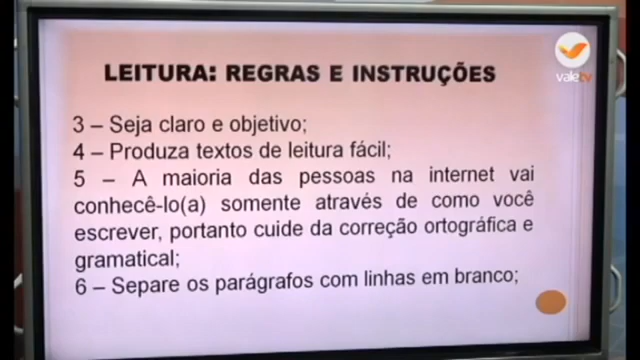 vale tv
LEITURA: REGRAS E INSTRUÇÕES
3 – Seja claro e objetivo;
4 – Produza textos de leitura fácil;
5 – A maioria das pessoas na internet vai
conhecê-lo(a) somente através de como você
escrever, portanto cuide da correção ortográfica e
gramatical;
6 – Separe os parágrafos com linhas em branco;